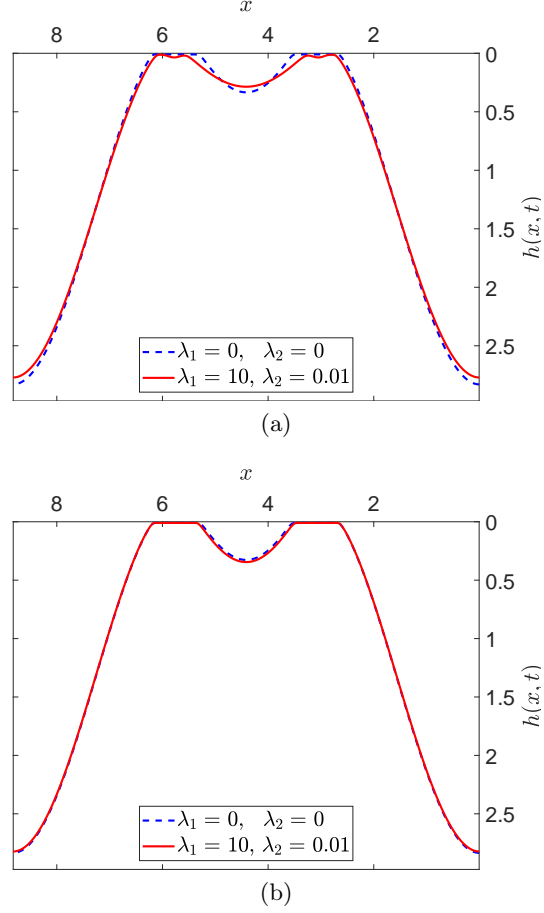 x
8 6 4 2
0
0.5
1
1.5
2
2.5
h(x, t)
λ₁ = 0, λ₂ = 0
λ₁ = 10, λ₂ = 0.01
(a)
x
8 6 4 2
0
0.5
1
1.5
2
2.5
h(x, t)
λ₁ = 0, λ₂ = 0
λ₁ = 10, λ₂ = 0.01
(b)